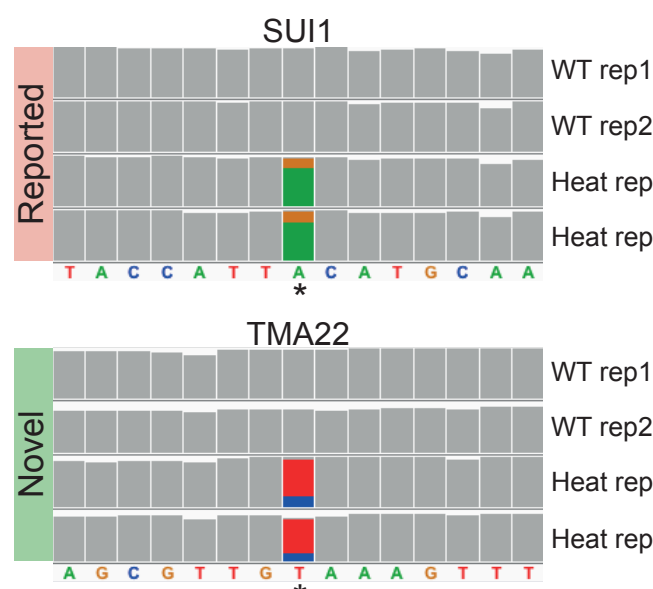 SUI1
Reported
WT rep1
WT rep2
Heat rep
Heat rep
T A C C A T T A C A T G C A A
*
TMA22
Novel
WT rep1
WT rep2
Heat rep
Heat rep
A G C G T T G T A A A G T T T
*